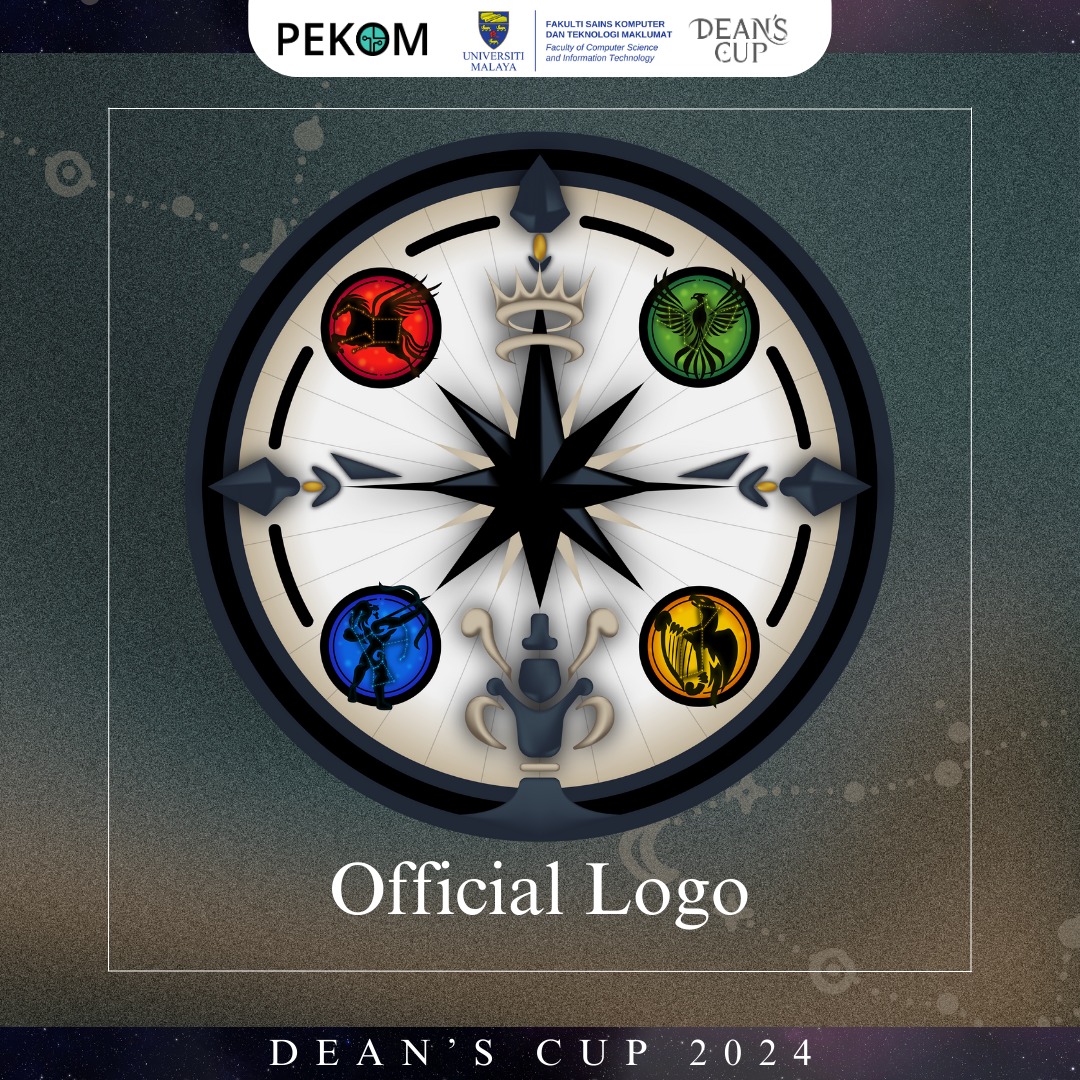 PEKOM
UNIVERSITI
MALAYA
FAKULTI SAINS KOMPUTER
DAN TEKNOLOGI MAKLUMAT
Faculty of Computer Science
and Information Technology
DEAN'S
CUP
Official Logo
DEAN'S CUP 2024